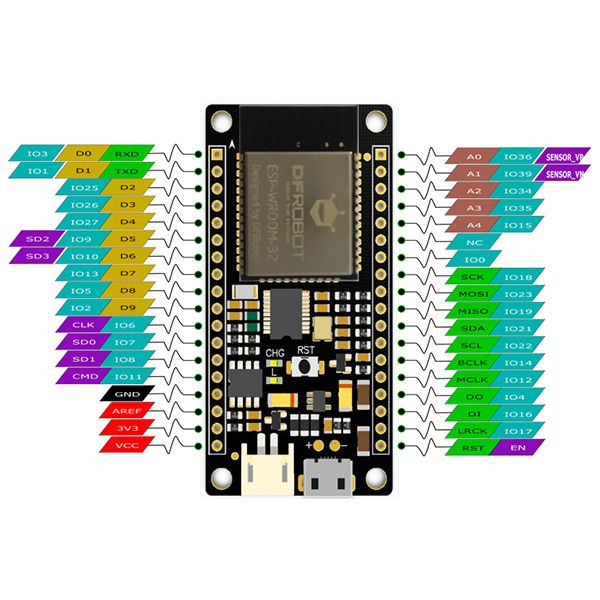 IO3 D0 RXD
IO1 D1 TXD
IO25 D2
IO26 D3
IO27 D4
SD2 IO9 D5
SD3 IO10 D6
IO13 D7
IO5 D8
IO2 D9
CLK IO6
SD0 IO7
SD1 IO8
CMD IO11
GND
AREF
3V3
VCC
DFROBOT
DRIVE THE FUTURE
ESP-WROOM-32
Designed by DFRobot
CHG
RST
+ −
A0 IO36 SENSOR_VP
A1 IO39 SENSOR_VN
A2 IO34
A3 IO35
A4 IO15
NC
IO0
SCK IO18
MOSI IO23
MISO IO19
SDA IO21
SCL IO22
BCLK IO14
MCLK IO12
DO IO4
DI IO16
LRCK IO17
RST EN